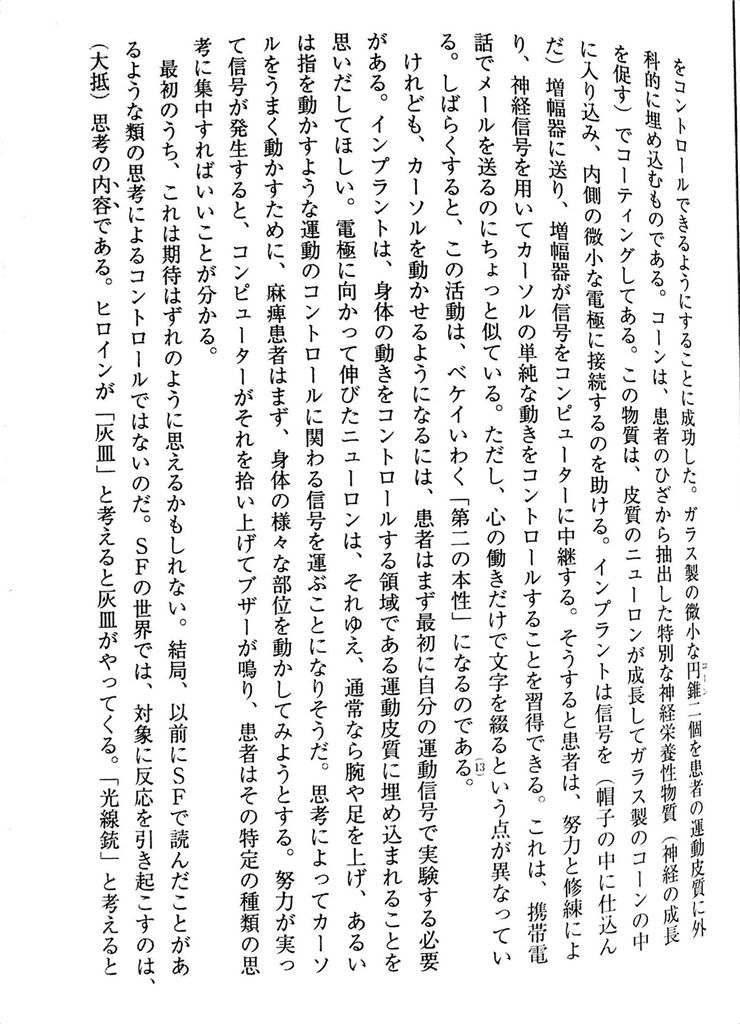 をコントロールできるようにすることに成功した。ガラス製の微小な円錐二個を患者の運動皮質に外
コーン
科的に埋め込むものである。コーンは、患者のひざから抽出した特別な神経栄養性物質（神経の成長
を促す）でコーティングしてある。この物質は、皮質のニューロンが成長してガラス製のコーンの中
に入り込み、内側の微小な電極に接続するのを助ける。インプラントは信号を（帽子の中に仕込ん
だ）増幅器に送り、増幅器が信号をコンピューターに中継する。そうすると患者は、努力と修練によ
り、神経信号を用いてカーソルの単純な動きをコントロールすることを習得できる。これは、携帯電
話でメールを送るのにちょっと似ている。ただし、心の働きだけで文字を綴るという点が異なってい
る。しばらくすると、この活動は、ベケイいわく「第二の本性」になるのである(13)。
けれども、カーソルを動かせるようになるには、患者はまず最初に自分の運動信号で実験する必要
がある。インプラントは、身体の動きをコントロールする領域である運動皮質に埋め込まれることを
思いだしてほしい。電極に向かって伸びたニューロンは、それゆえ、通常なら腕や足を上げ、あるい
は指を動かすような運動のコントロールに関わる信号を運ぶことになりそうだ。思考によってカーソ
ルをうまく動かすために、麻痺患者はまず、身体の様々な部位を動かしてみようとする。努力が実っ
て信号が発生すると、コンピューターがそれを拾い上げてブザーが鳴り、患者はその特定の種類の思
考に集中すればいいことが分かる。
最初のうち、これは期待はずれのように思えるかもしれない。結局、以前にSFで読んだことがあ
るような類の思考によるコントロールではないのだ。SFの世界では、対象に反応を引き起こすのは、
（大抵）思考の内容である。ヒロインが「灰皿」と考えると灰皿がやってくる。「光線銃」と考えると